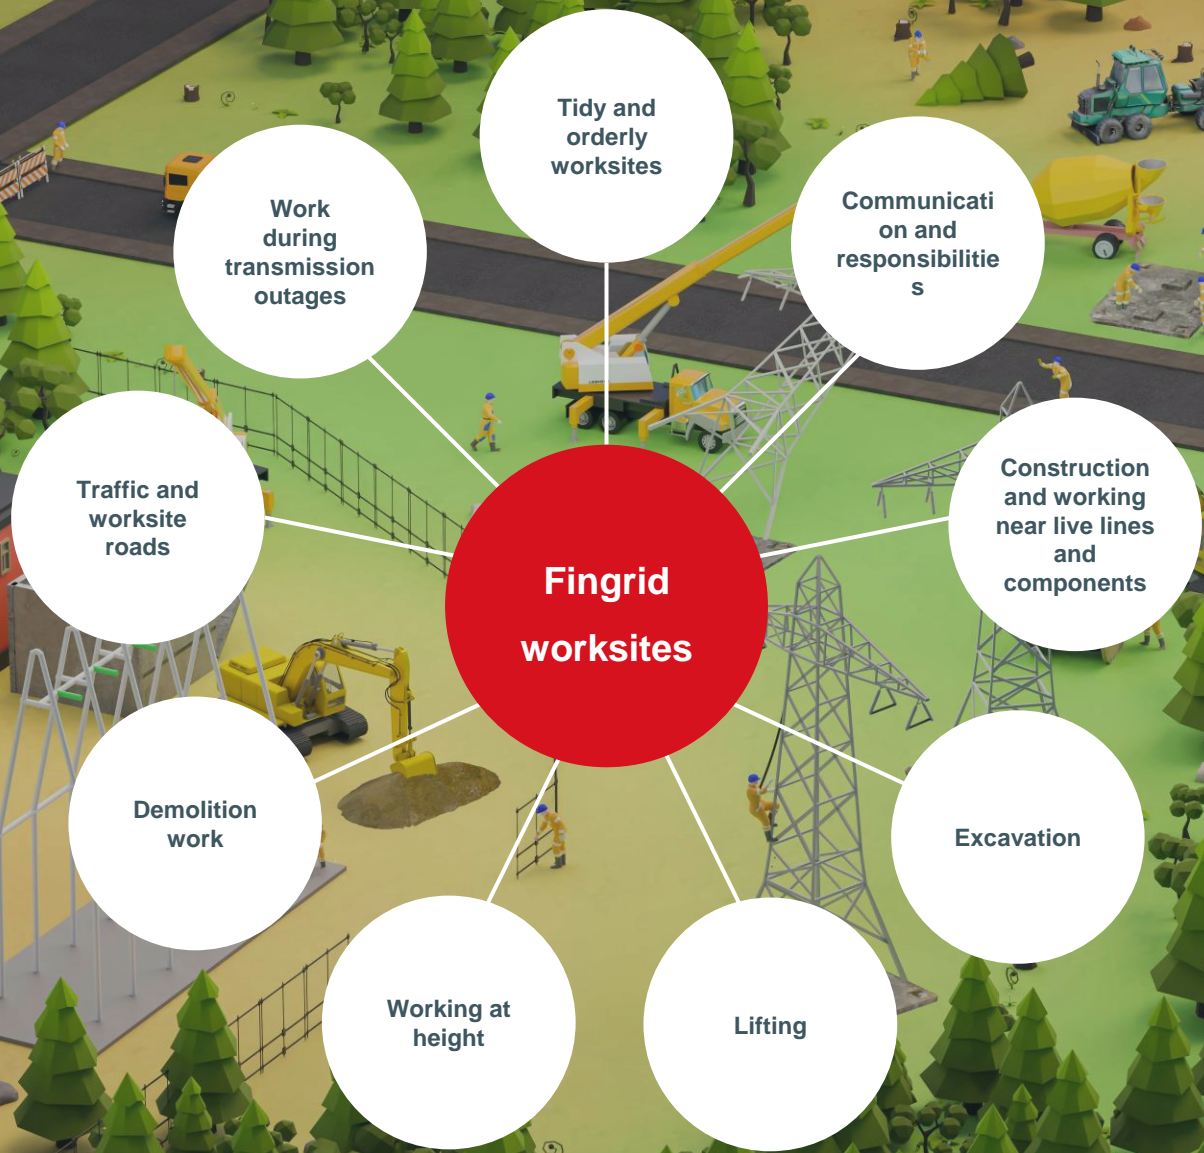 Tidy and
orderly
worksites
Communicati
on and
responsibilitie
s
Construction
and working
near live lines
and
components
Excavation
Lifting
Working at
height
Demolition
work
Traffic and
worksite
roads
Work
during
transmission
outages
Fingrid
worksites